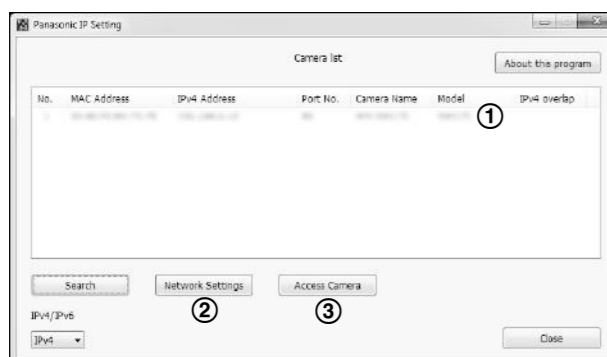 Panasonic IP Setting
Camera list
About this program
No. MAC Address IPv4 Address Port No. Camera Name Model IPv4 overlap
①
Search Network Settings Access Camera
② ③
IPv4/IPv6
IPv4 Close